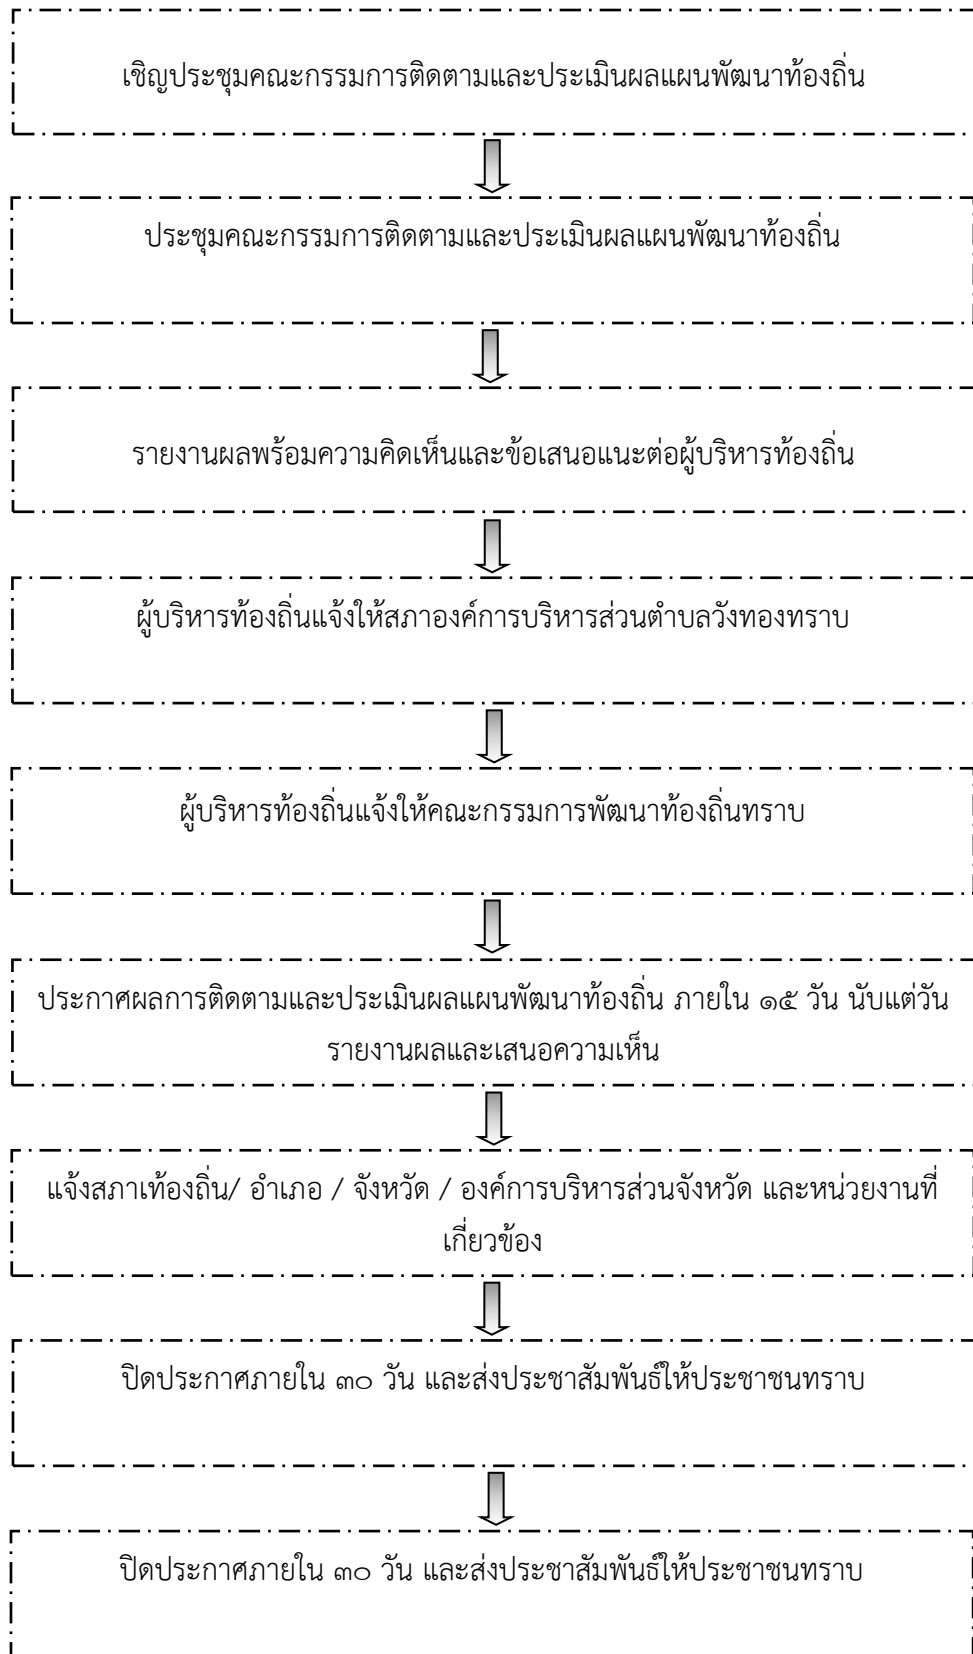 เชิญประชุมคณะกรรมการติดตามและประเมินผลแผนพัฒนาท้องถิ่น
ประชุมคณะกรรมการติดตามและประเมินผลแผนพัฒนาท้องถิ่น
รายงานผลพร้อมความคิดเห็นและข้อเสนอแนะต่อผู้บริหารท้องถิ่น
ผู้บริหารท้องถิ่นแจ้งให้สภาองค์การบริหารส่วนตำบลวังทองทราบ
ผู้บริหารท้องถิ่นแจ้งให้คณะกรรมการพัฒนาท้องถิ่นทราบ
ประกาศผลการติดตามและประเมินผลแผนพัฒนาท้องถิ่น ภายใน ๑๕ วัน นับแต่วัน
รายงานผลและเสนอความเห็น
แจ้งสภาเท้องถิ่น/ อำเภอ / จังหวัด / องค์การบริหารส่วนจังหวัด และหน่วยงานที่
เกี่ยวข้อง
ปิดประกาศภายใน ๓๐ วัน และส่งประชาสัมพันธ์ให้ประชาชนทราบ
ปิดประกาศภายใน ๓๐ วัน และส่งประชาสัมพันธ์ให้ประชาชนทราบ